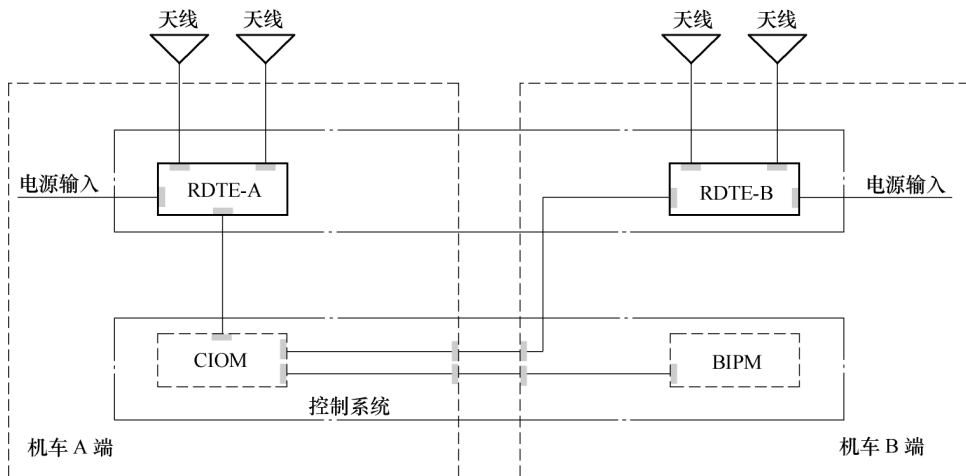 天线 天线 天线 天线
电源输入 RDTE-A RDTE-B 电源输入
CIOM BIPM
控制系统
机车 A 端 机车 B 端